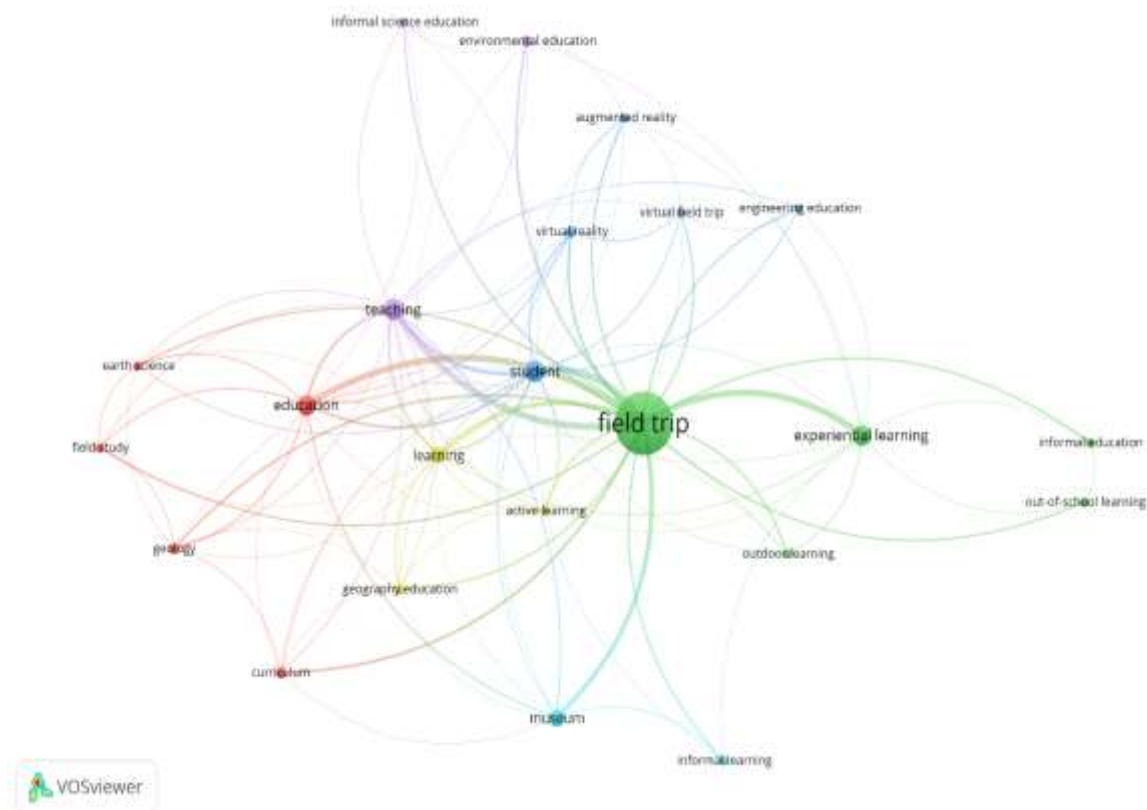 informal science education
environmental education
augmented reality
virtual field trip
engineering education
virtual reality
teaching
earth science
student
education
field trip
experiential learning
informal education
field study
learning
out-of-school learning
active learning
geology
outdoor learning
geography education
curriculum
museum
informal learning
VOSviewer